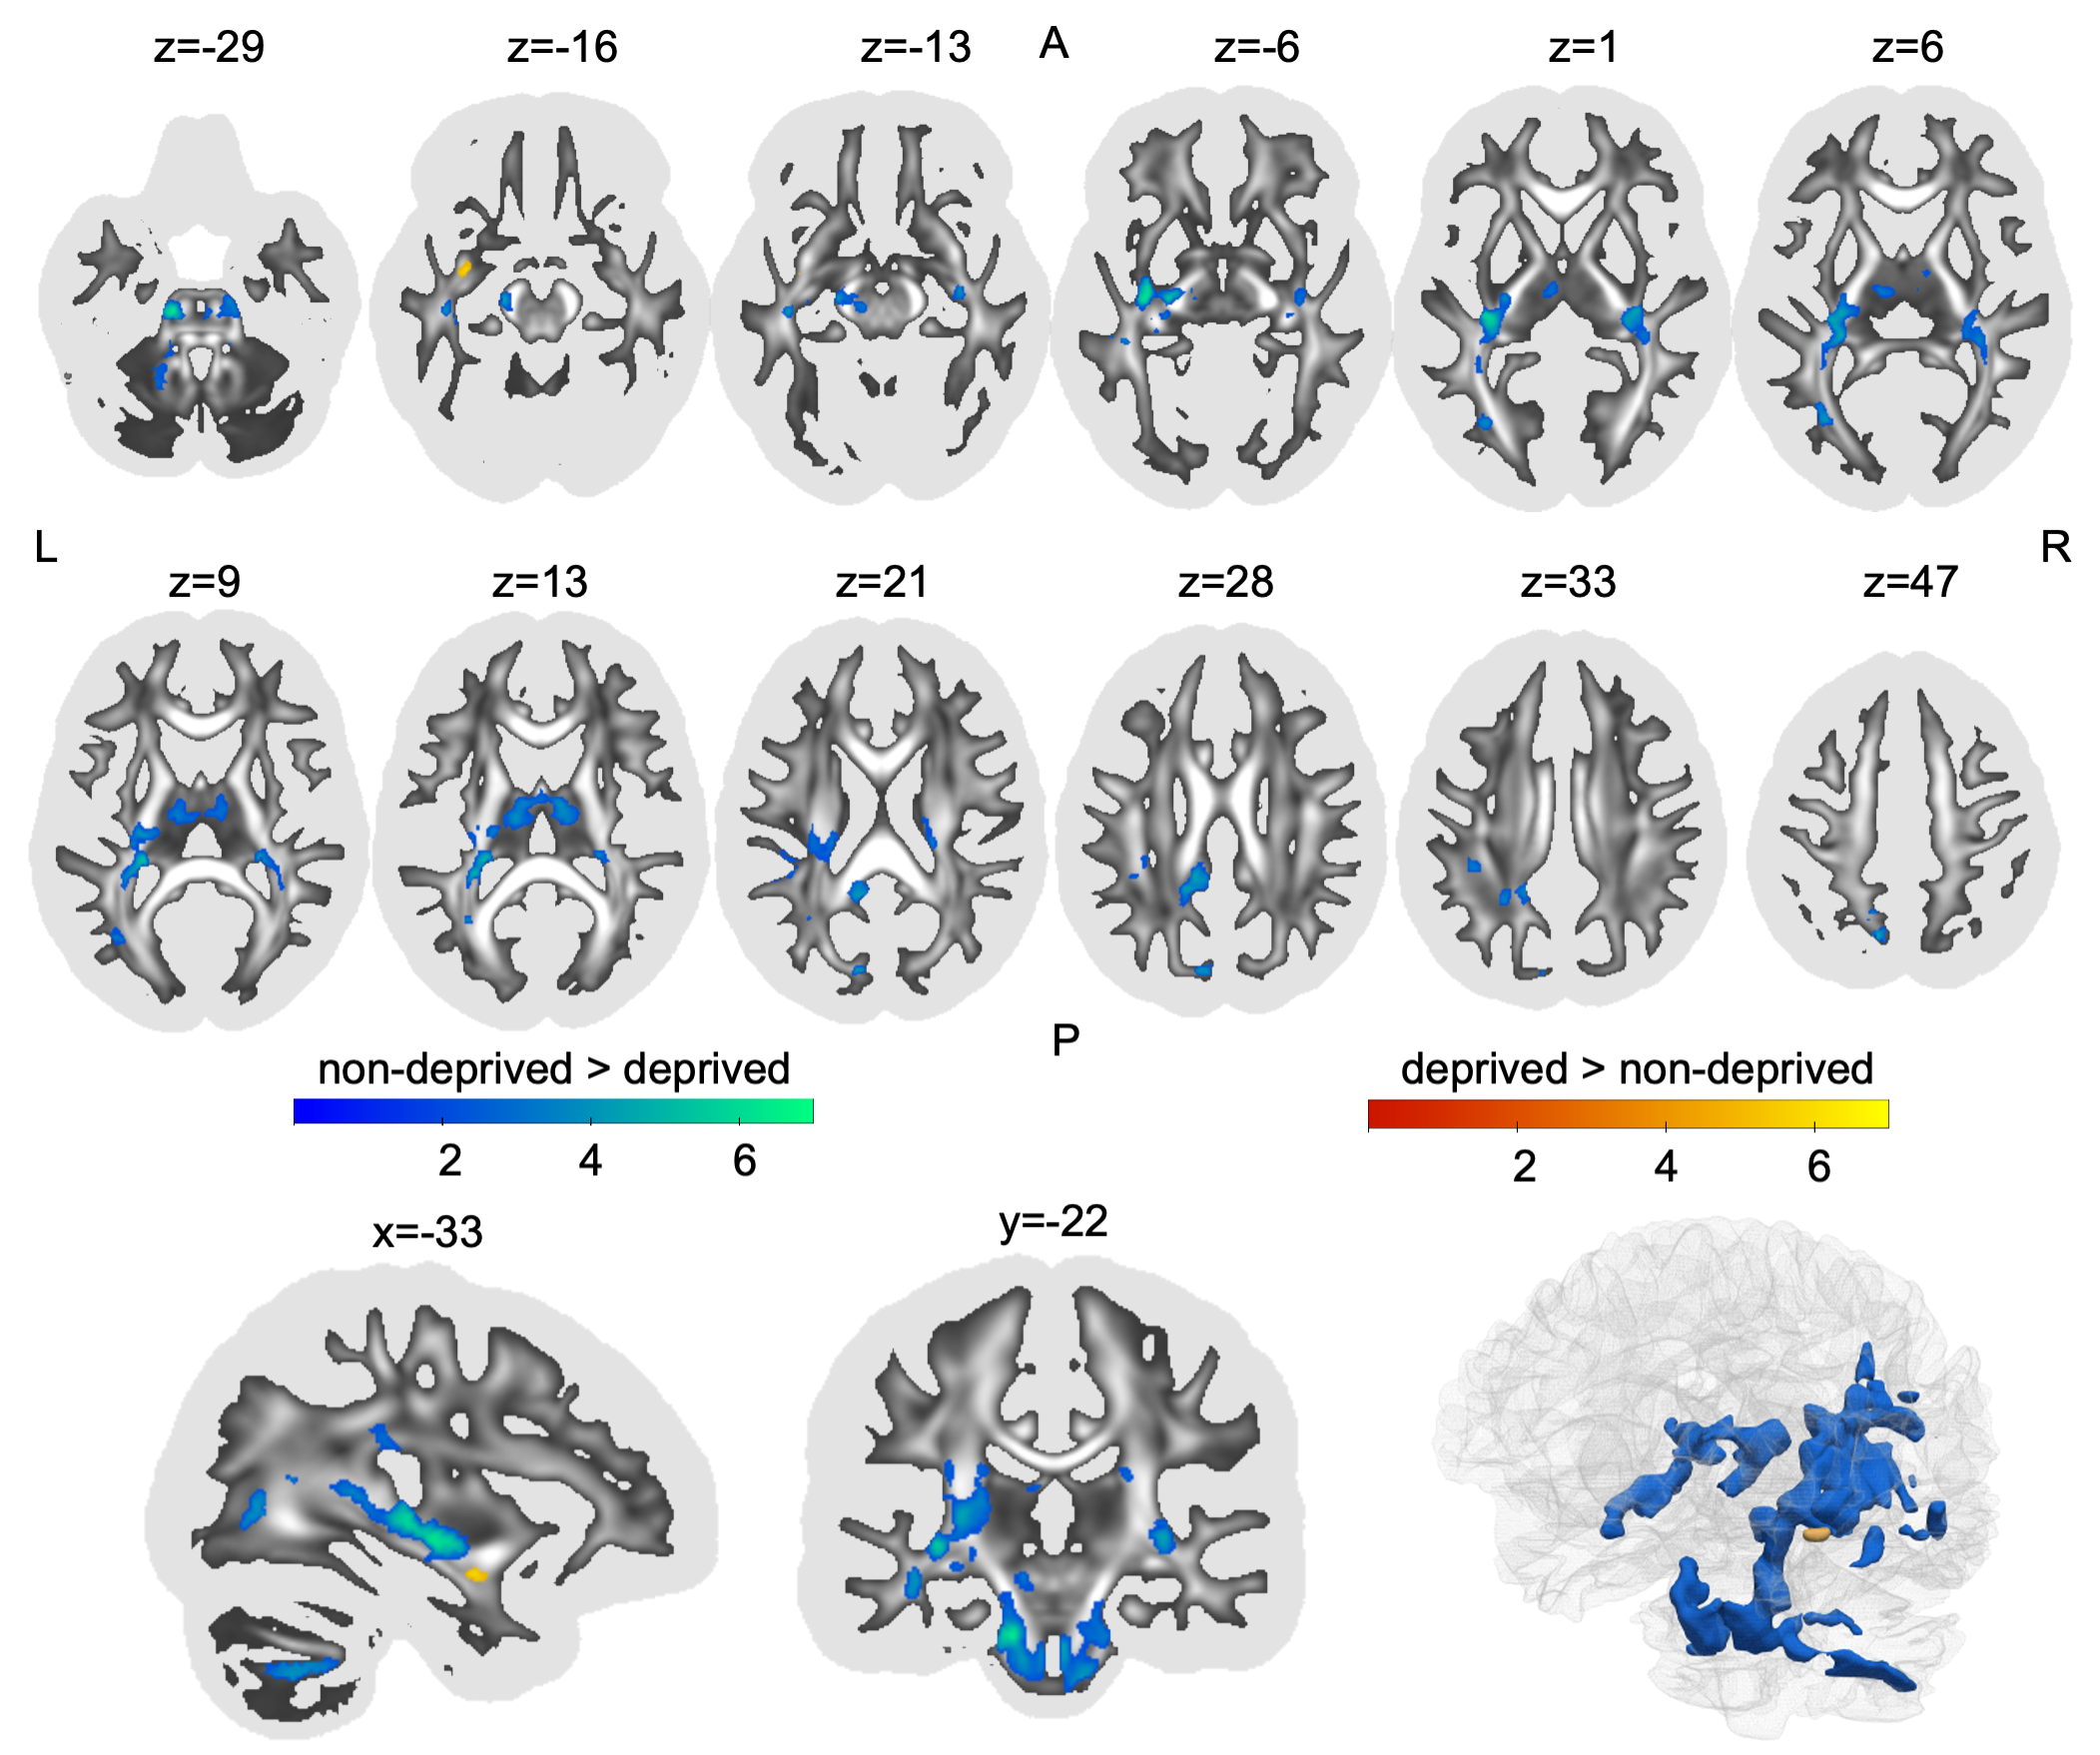 z=-29 z=-16 z=-13 A z=-6 z=1 z=6
L R
z=9 z=13 z=21 z=28 z=33 z=47
P
non-deprived > deprived deprived > non-deprived
2 4 6 2 4 6
x=-33 y=-22